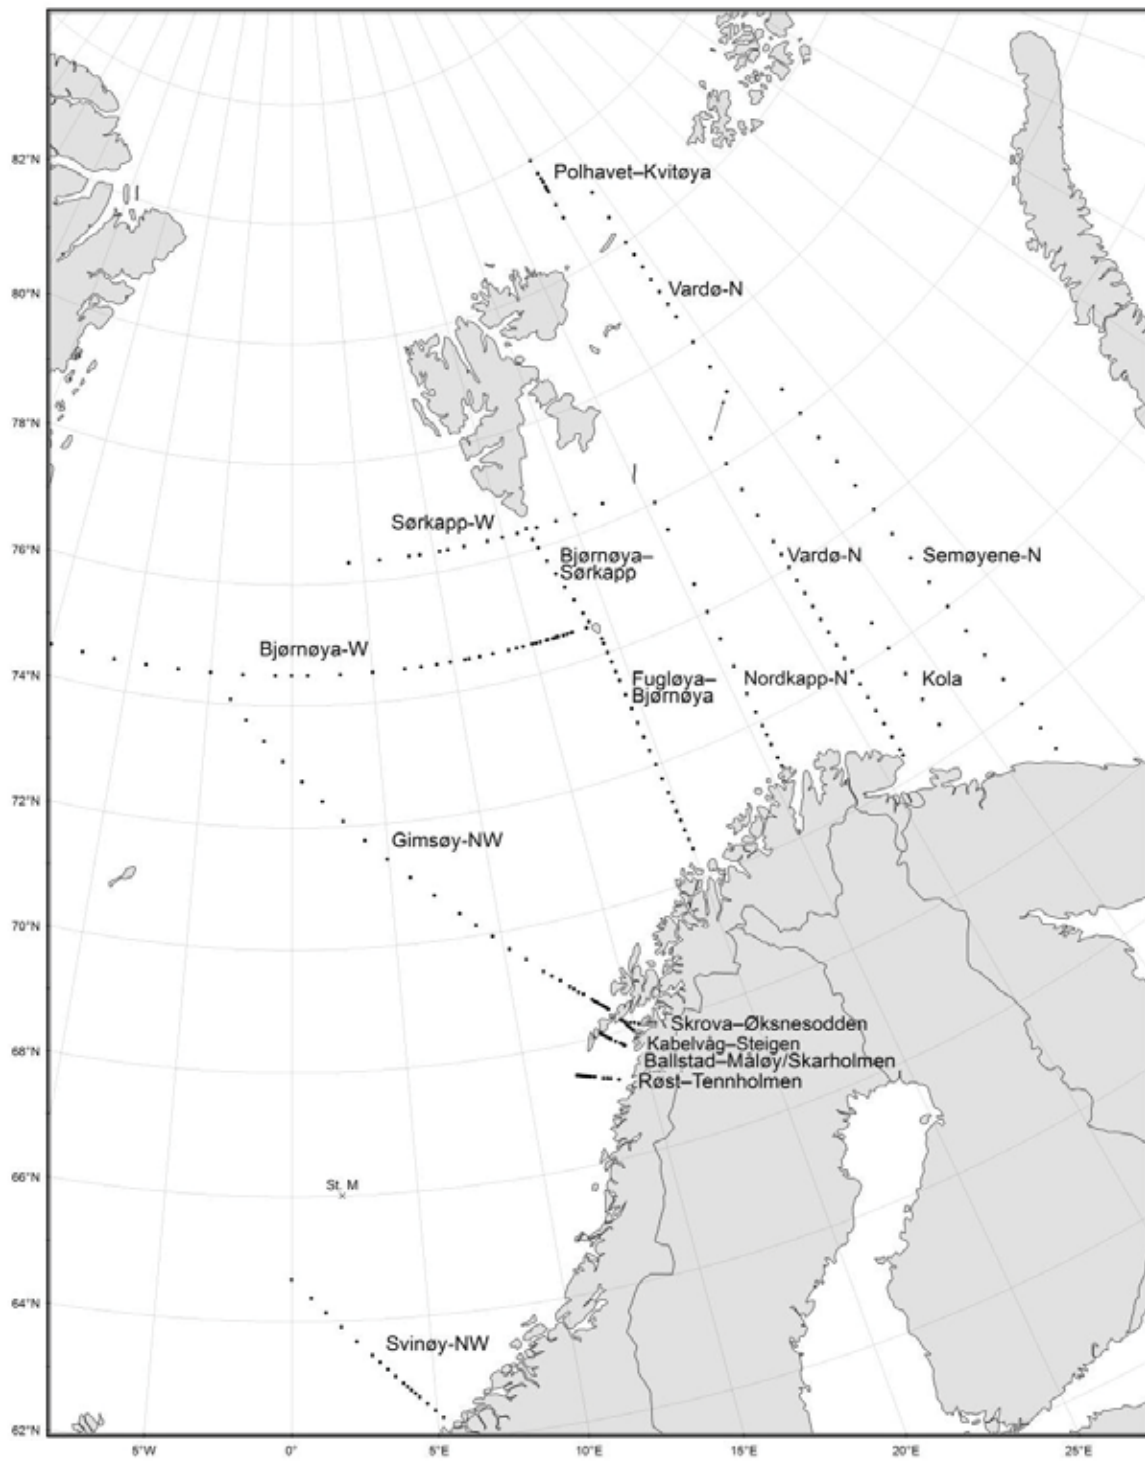 82°N
Polhavet–Kvitøya
80°N
Vardø-N
78°N
Sørkapp-W
76°N
Bjørnøya–
Sørkapp
Vardø-N
Semøyene-N
Bjørnøya-W
74°N
Fugløya–
Bjørnøya
Nordkapp-N
Kola
72°N
Gimsøy-NW
70°N
Skrova–Øksnesodden
Kabelvåg–Steigen
68°N
Ballstad–Måløy/Skarholmen
Røst–Tennholmen
66°N
St. M
64°N
Svinøy-NW
62°N
5°W
0°
5°E
10°E
15°E
20°E
25°E